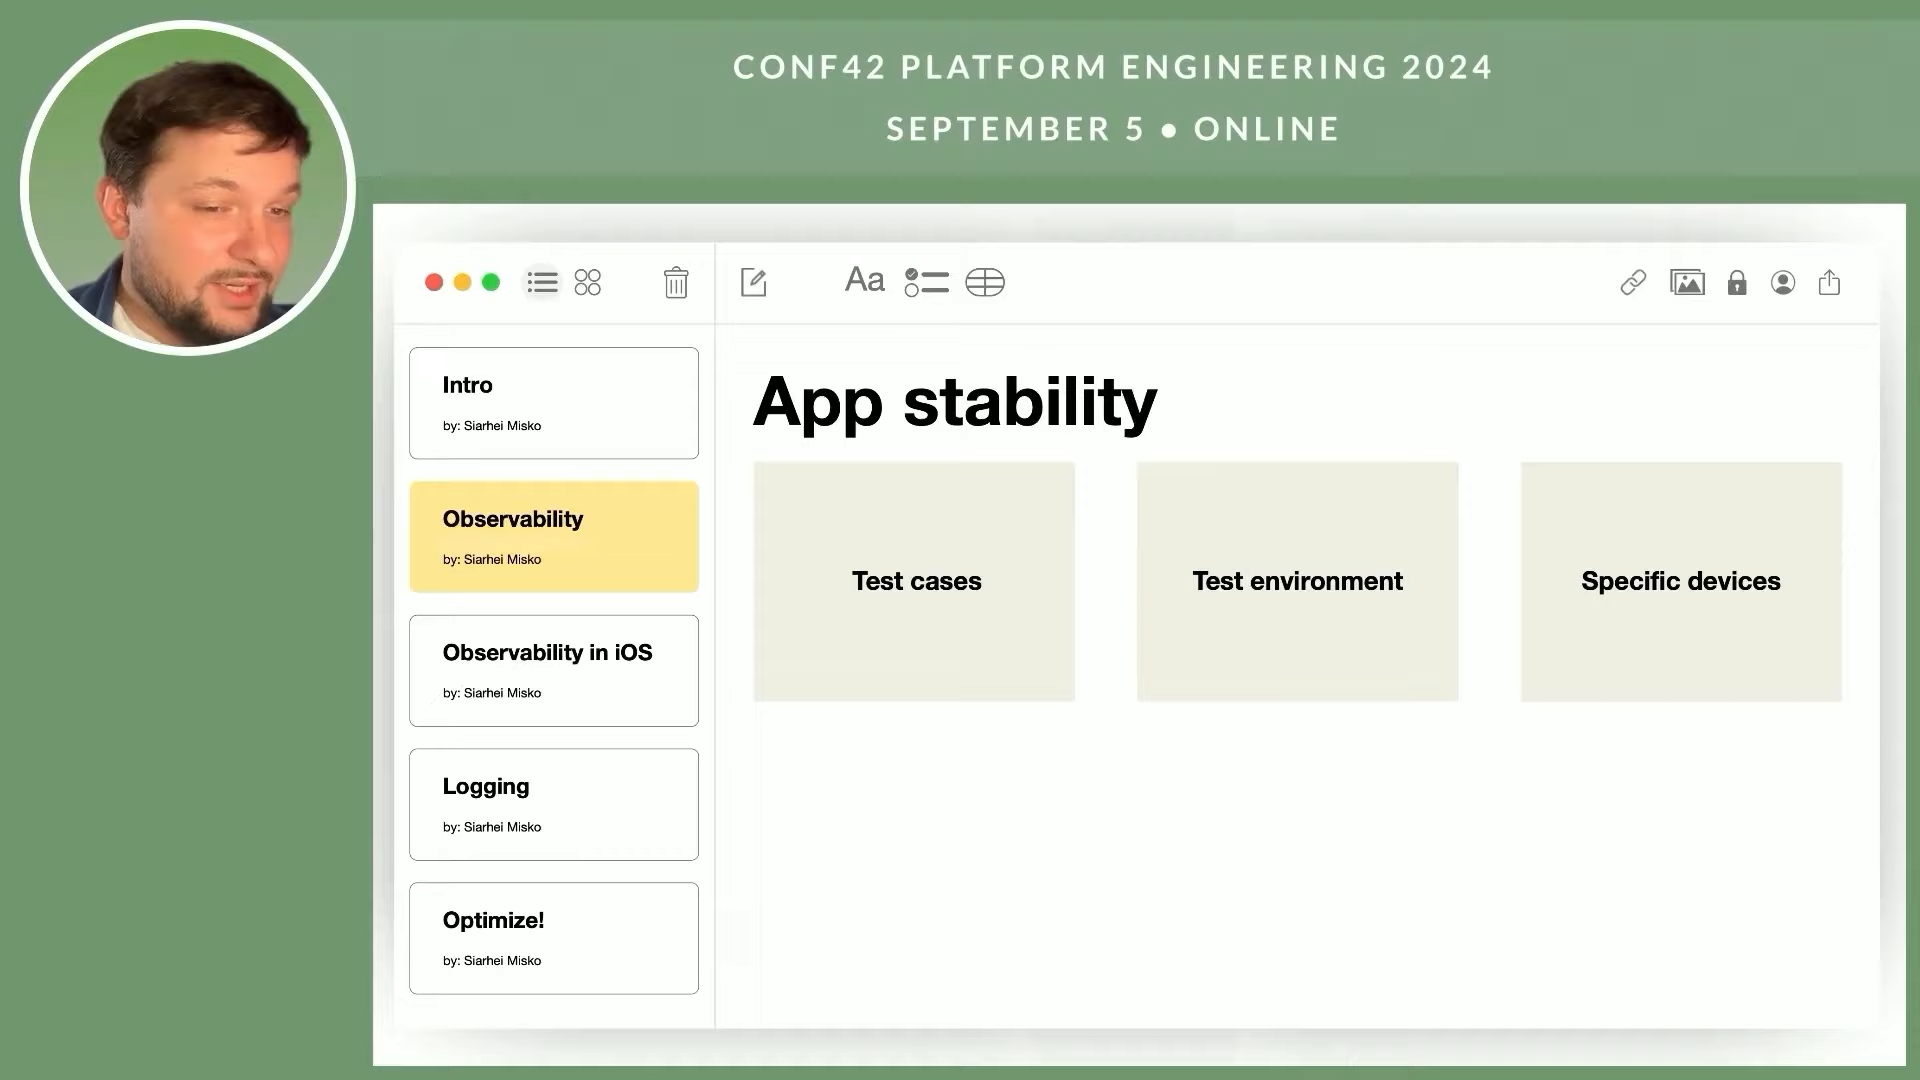 CONF42 PLATFORM ENGINEERING 2024
SEPTEMBER 5 • ONLINE
Aa
Intro
by: Siarhei Misko
Observability
by: Siarhei Misko
Observability in iOS
by: Siarhei Misko
Logging
by: Siarhei Misko
Optimize!
by: Siarhei Misko
App stability
Test cases
Test environment
Specific devices